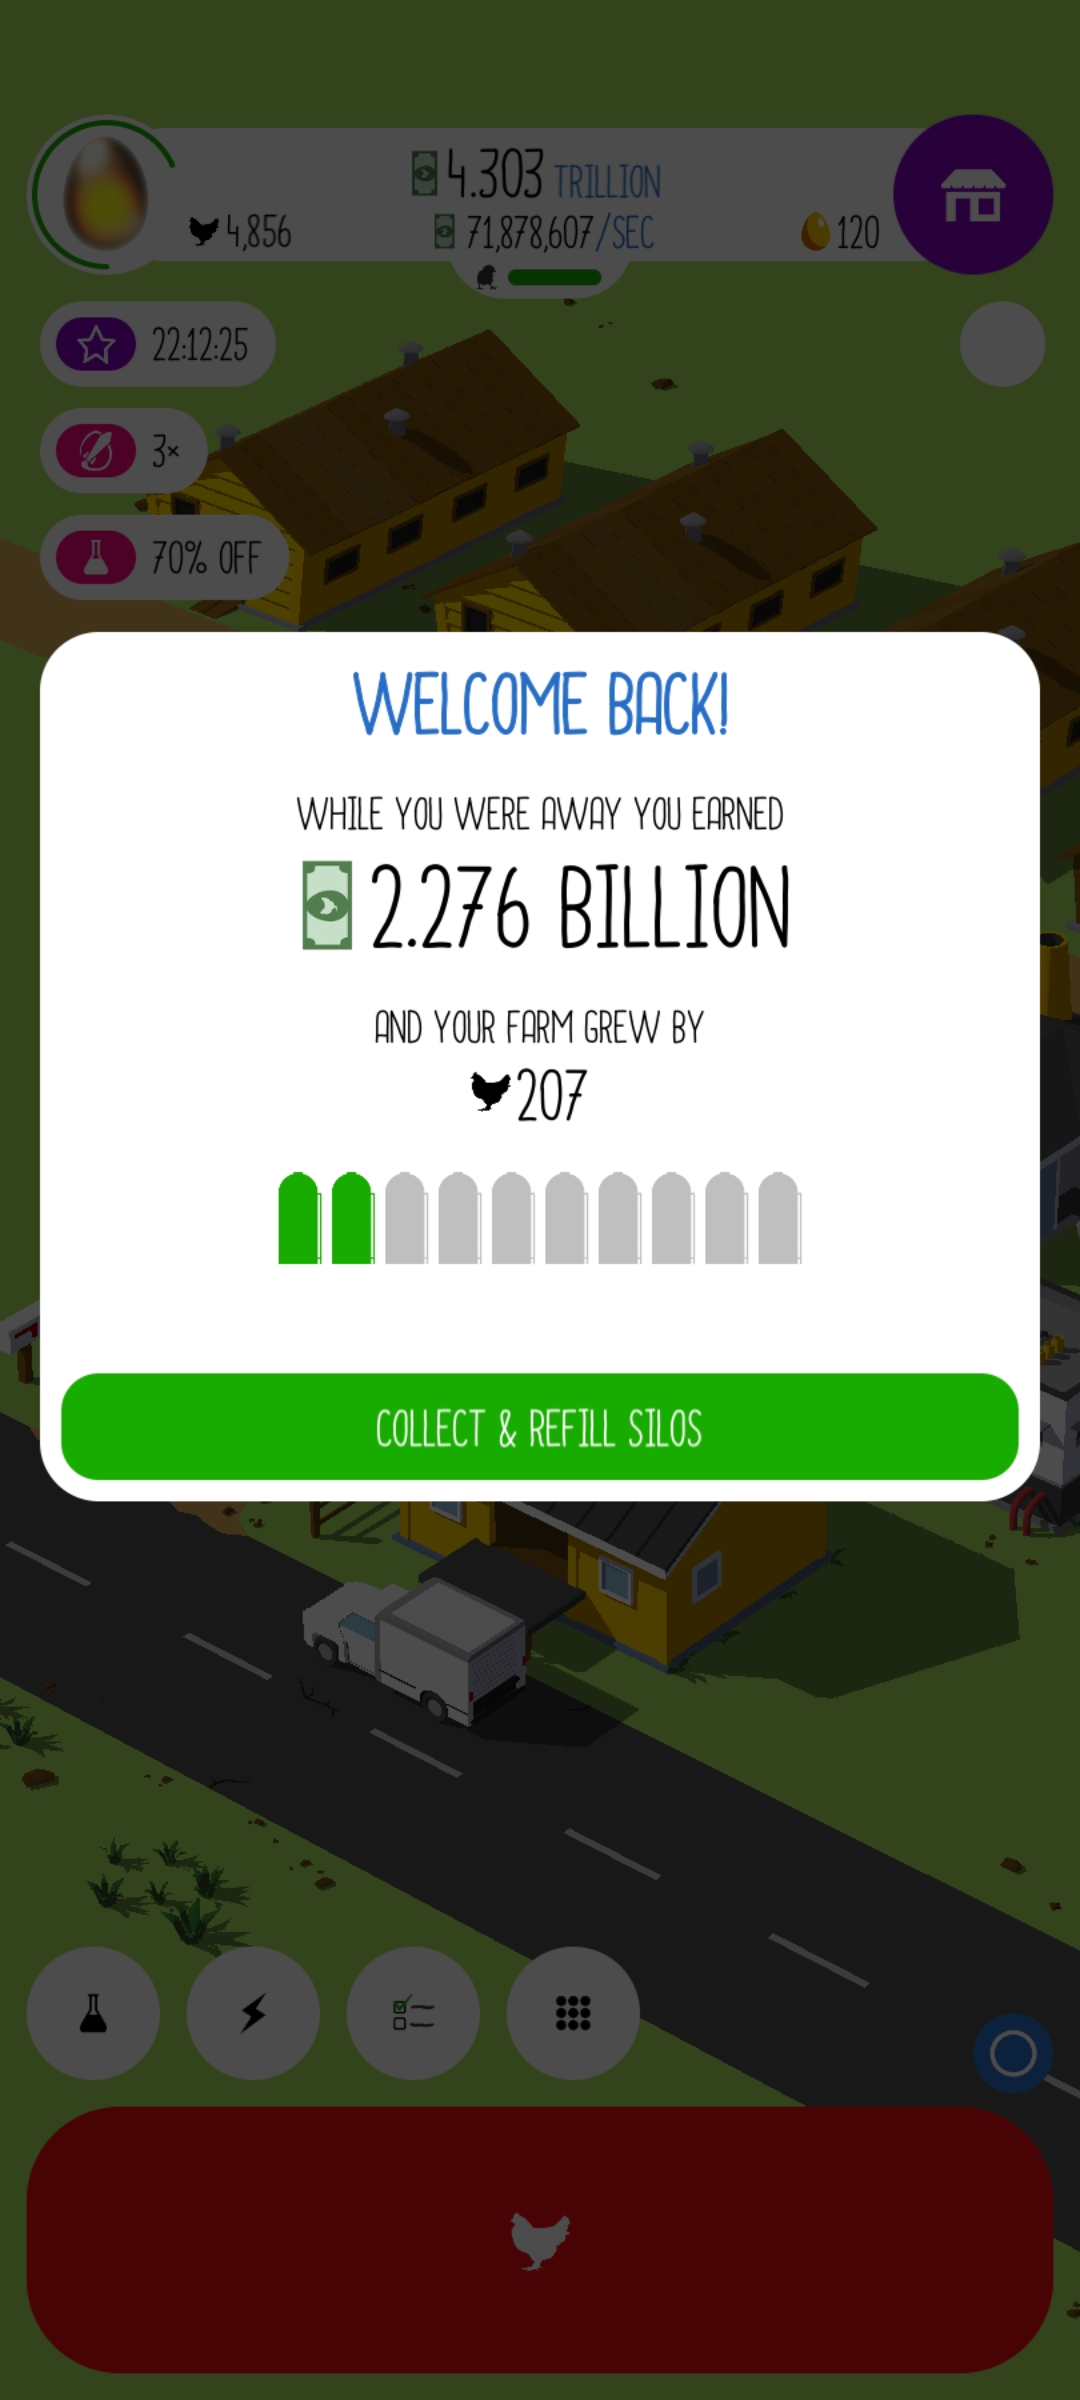 4.303 TRILLION
4,856
71,878,607/SEC
120
22:12:25
3×
70% OFF
WELCOME BACK!
WHILE YOU WERE AWAY YOU EARNED
2.276 BILLION
AND YOUR FARM GREW BY
207
COLLECT & REFILL SILOS